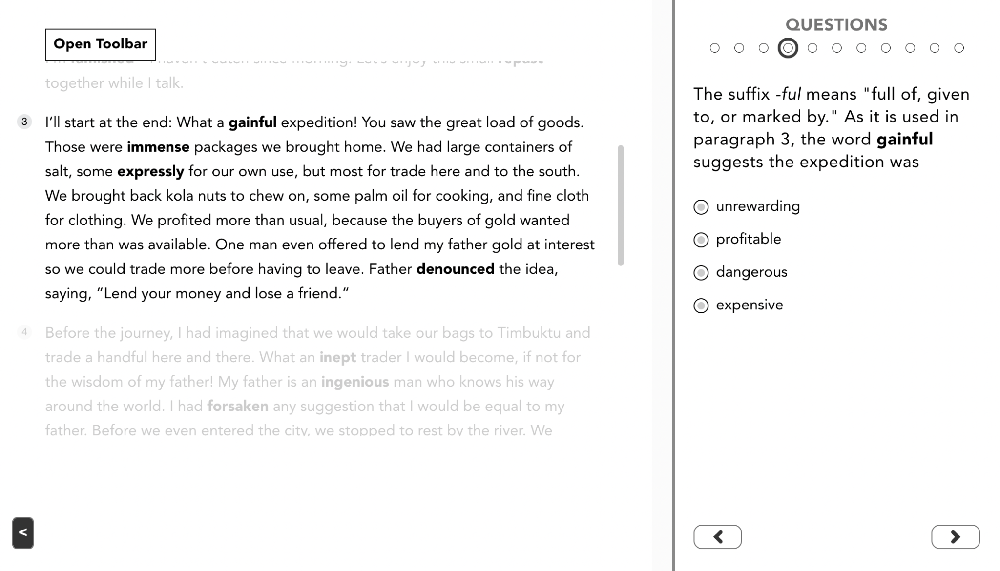 Open Toolbar
I'm famished—I haven't eaten since morning. Let's enjoy this small repast
together while I talk.
3
I’ll start at the end: What a gainful expedition! You saw the great load of goods.
Those were immense packages we brought home. We had large containers of
salt, some expressly for our own use, but most for trade here and to the south.
We brought back kola nuts to chew on, some palm oil for cooking, and fine cloth
for clothing. We profited more than usual, because the buyers of gold wanted
more than was available. One man even offered to lend my father gold at interest
so we could trade more before having to leave. Father denounced the idea,
saying, “Lend your money and lose a friend.”
4
Before the journey, I had imagined that we would take our bags to Timbuktu and
trade a handful here and there. What an inept trader I would become, if not for
the wisdom of my father! My father is an ingenious man who knows his way
around the world. I had forsaken any suggestion that I would be equal to my
father. Before we even entered the city, we stopped to rest by the river. We
<
QUESTIONS
The suffix -ful means "full of, given
to, or marked by." As it is used in
paragraph 3, the word gainful
suggests the expedition was
unrewarding
profitable
dangerous
expensive